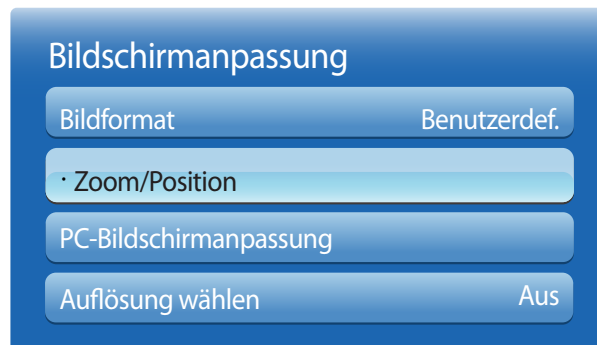 Bildschirmanpassung
Bildformat Benutzerdef.
· Zoom/Position
PC-Bildschirmanpassung
Auflösung wählen Aus